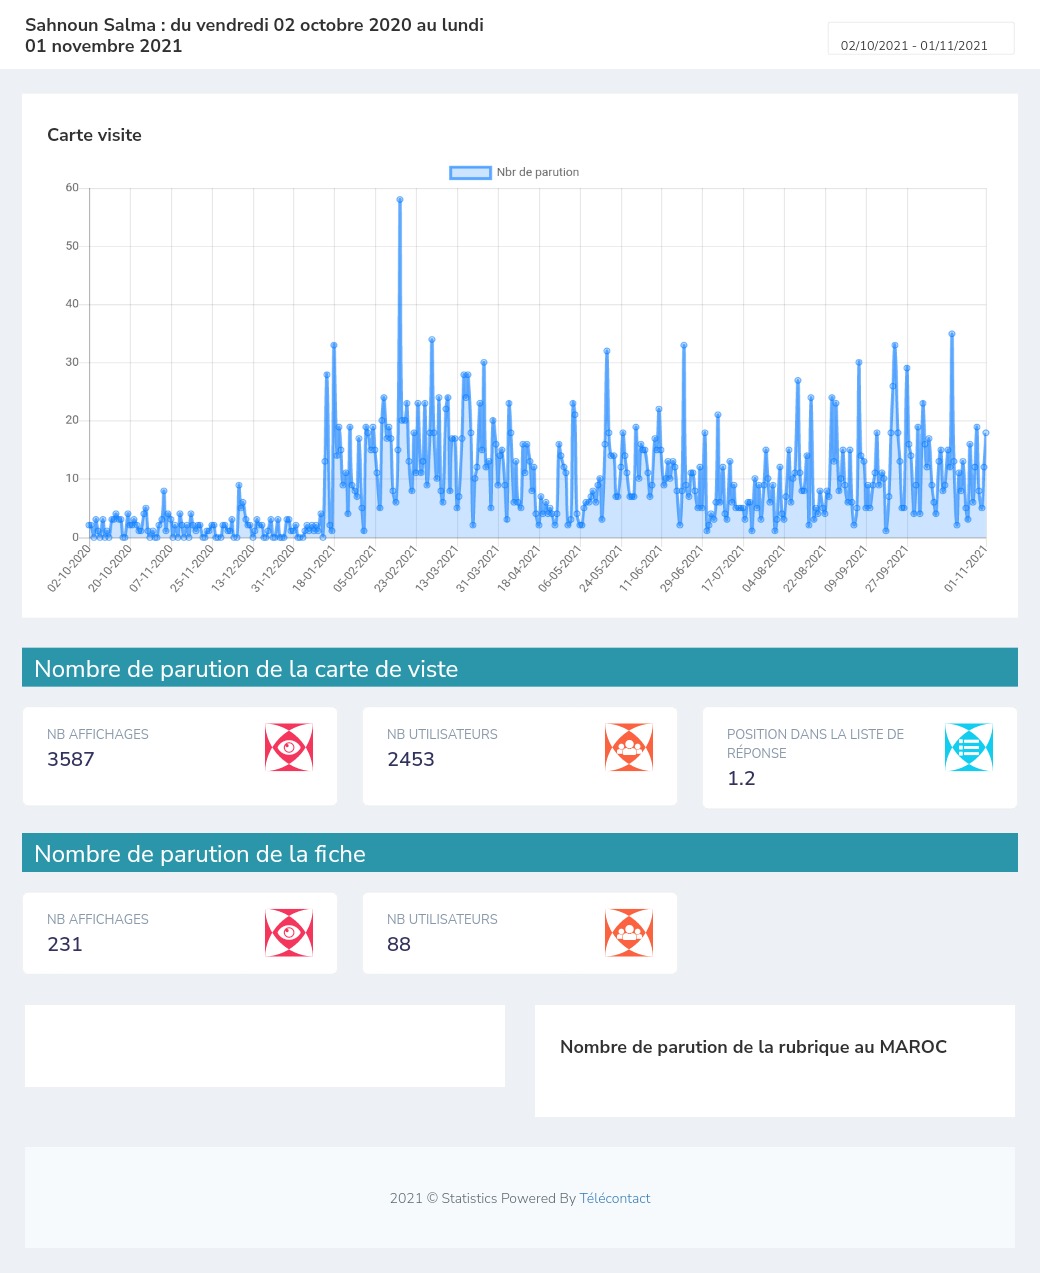 Sahnoun Salma : du vendredi 02 octobre 2020 au lundi
01 novembre 2021
02/10/2021 - 01/11/2021
Carte visite
Nbr de parution
60
50
40
30
20
10
0
02-10-2020
20-10-2020
07-11-2020
25-11-2020
13-12-2020
31-12-2020
18-01-2021
05-02-2021
23-02-2021
13-03-2021
31-03-2021
18-04-2021
06-05-2021
24-05-2021
11-06-2021
29-06-2021
17-07-2021
04-08-2021
22-08-2021
09-09-2021
27-09-2021
01-11-2021
Nombre de parution de la carte de viste
NB AFFICHAGES
3587
NB UTILISATEURS
2453
POSITION DANS LA LISTE DE
RÉPONSE
1.2
Nombre de parution de la fiche
NB AFFICHAGES
231
NB UTILISATEURS
88
Nombre de parution de la rubrique au MAROC
2021 © Statistics Powered By Télécontact